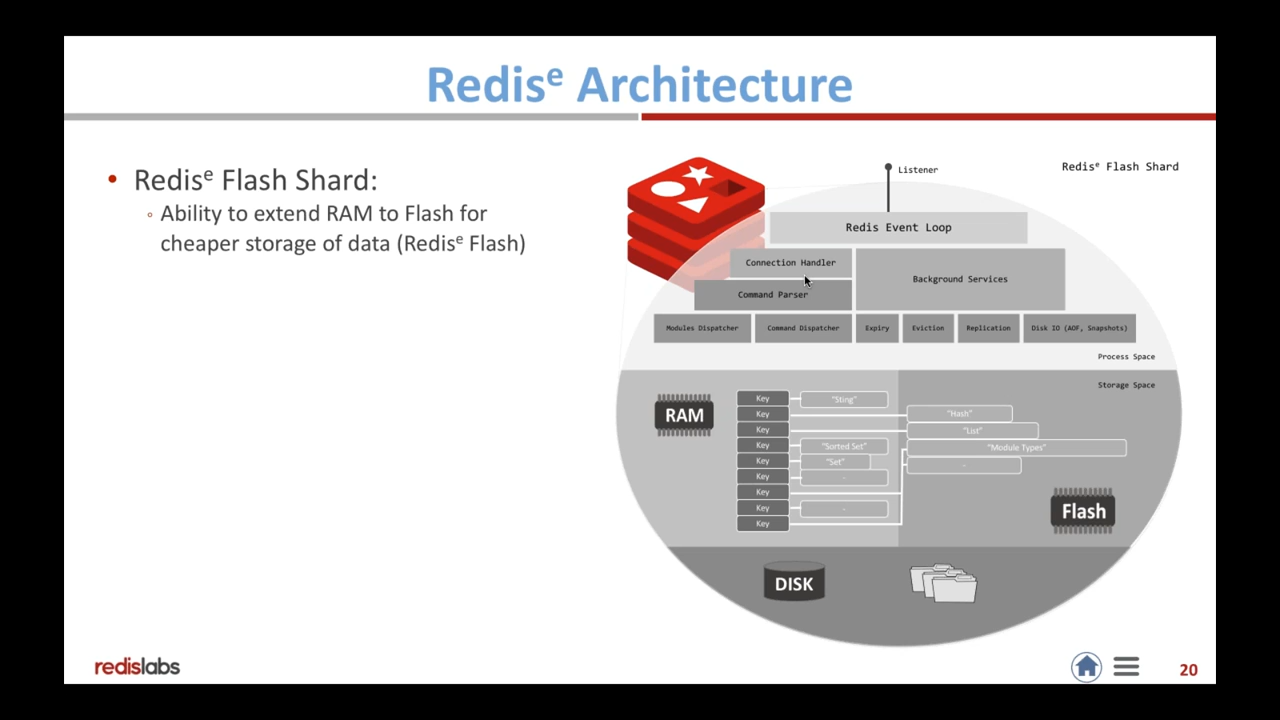 Redisᵉ Architecture
• Redisᵉ Flash Shard:
◦ Ability to extend RAM to Flash for
cheaper storage of data (Redisᵉ Flash)
Listener
Redisᵉ Flash Shard
Redis Event Loop
Connection Handler
Background Services
Command Parser
Modules Dispatcher
Command Dispatcher
Expiry
Eviction
Replication
Disk IO (AOF, Snapshots)
Process Space
Storage Space
RAM
Key
"Sting"
Key
"Hash"
Key
"List"
Key
"Sorted Set"
"Module Types"
Key
"Set"
-
Key
-
Key
Key
-
Key
Flash
DISK
redislabs
20